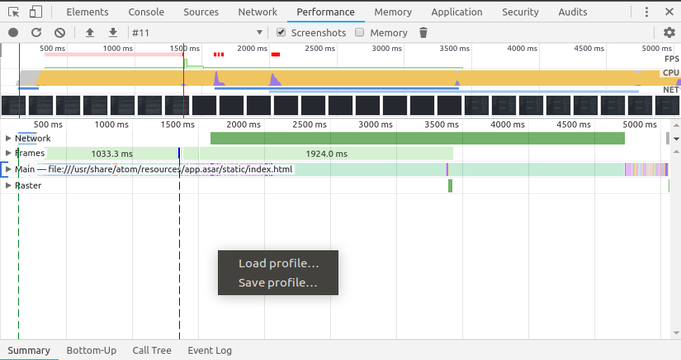 Elements Console Sources Network Performance Memory Application Security Audits
#11 Screenshots Memory
500 ms 1000 ms 1500 ms 2000 ms 2500 ms 3000 ms 3500 ms 4000 ms 4500 ms 5000 ms
FPS
CPU
NET
500 ms 1000 ms 1500 ms 2000 ms 2500 ms 3000 ms 3500 ms 4000 ms 4500 ms 5000 ms
Network
Frames 1033.3 ms 1924.0 ms
Main — file:///usr/share/atom/resources/app.asar/static/index.html
Raster
Load profile…
Save profile…
Summary Bottom-Up Call Tree Event Log